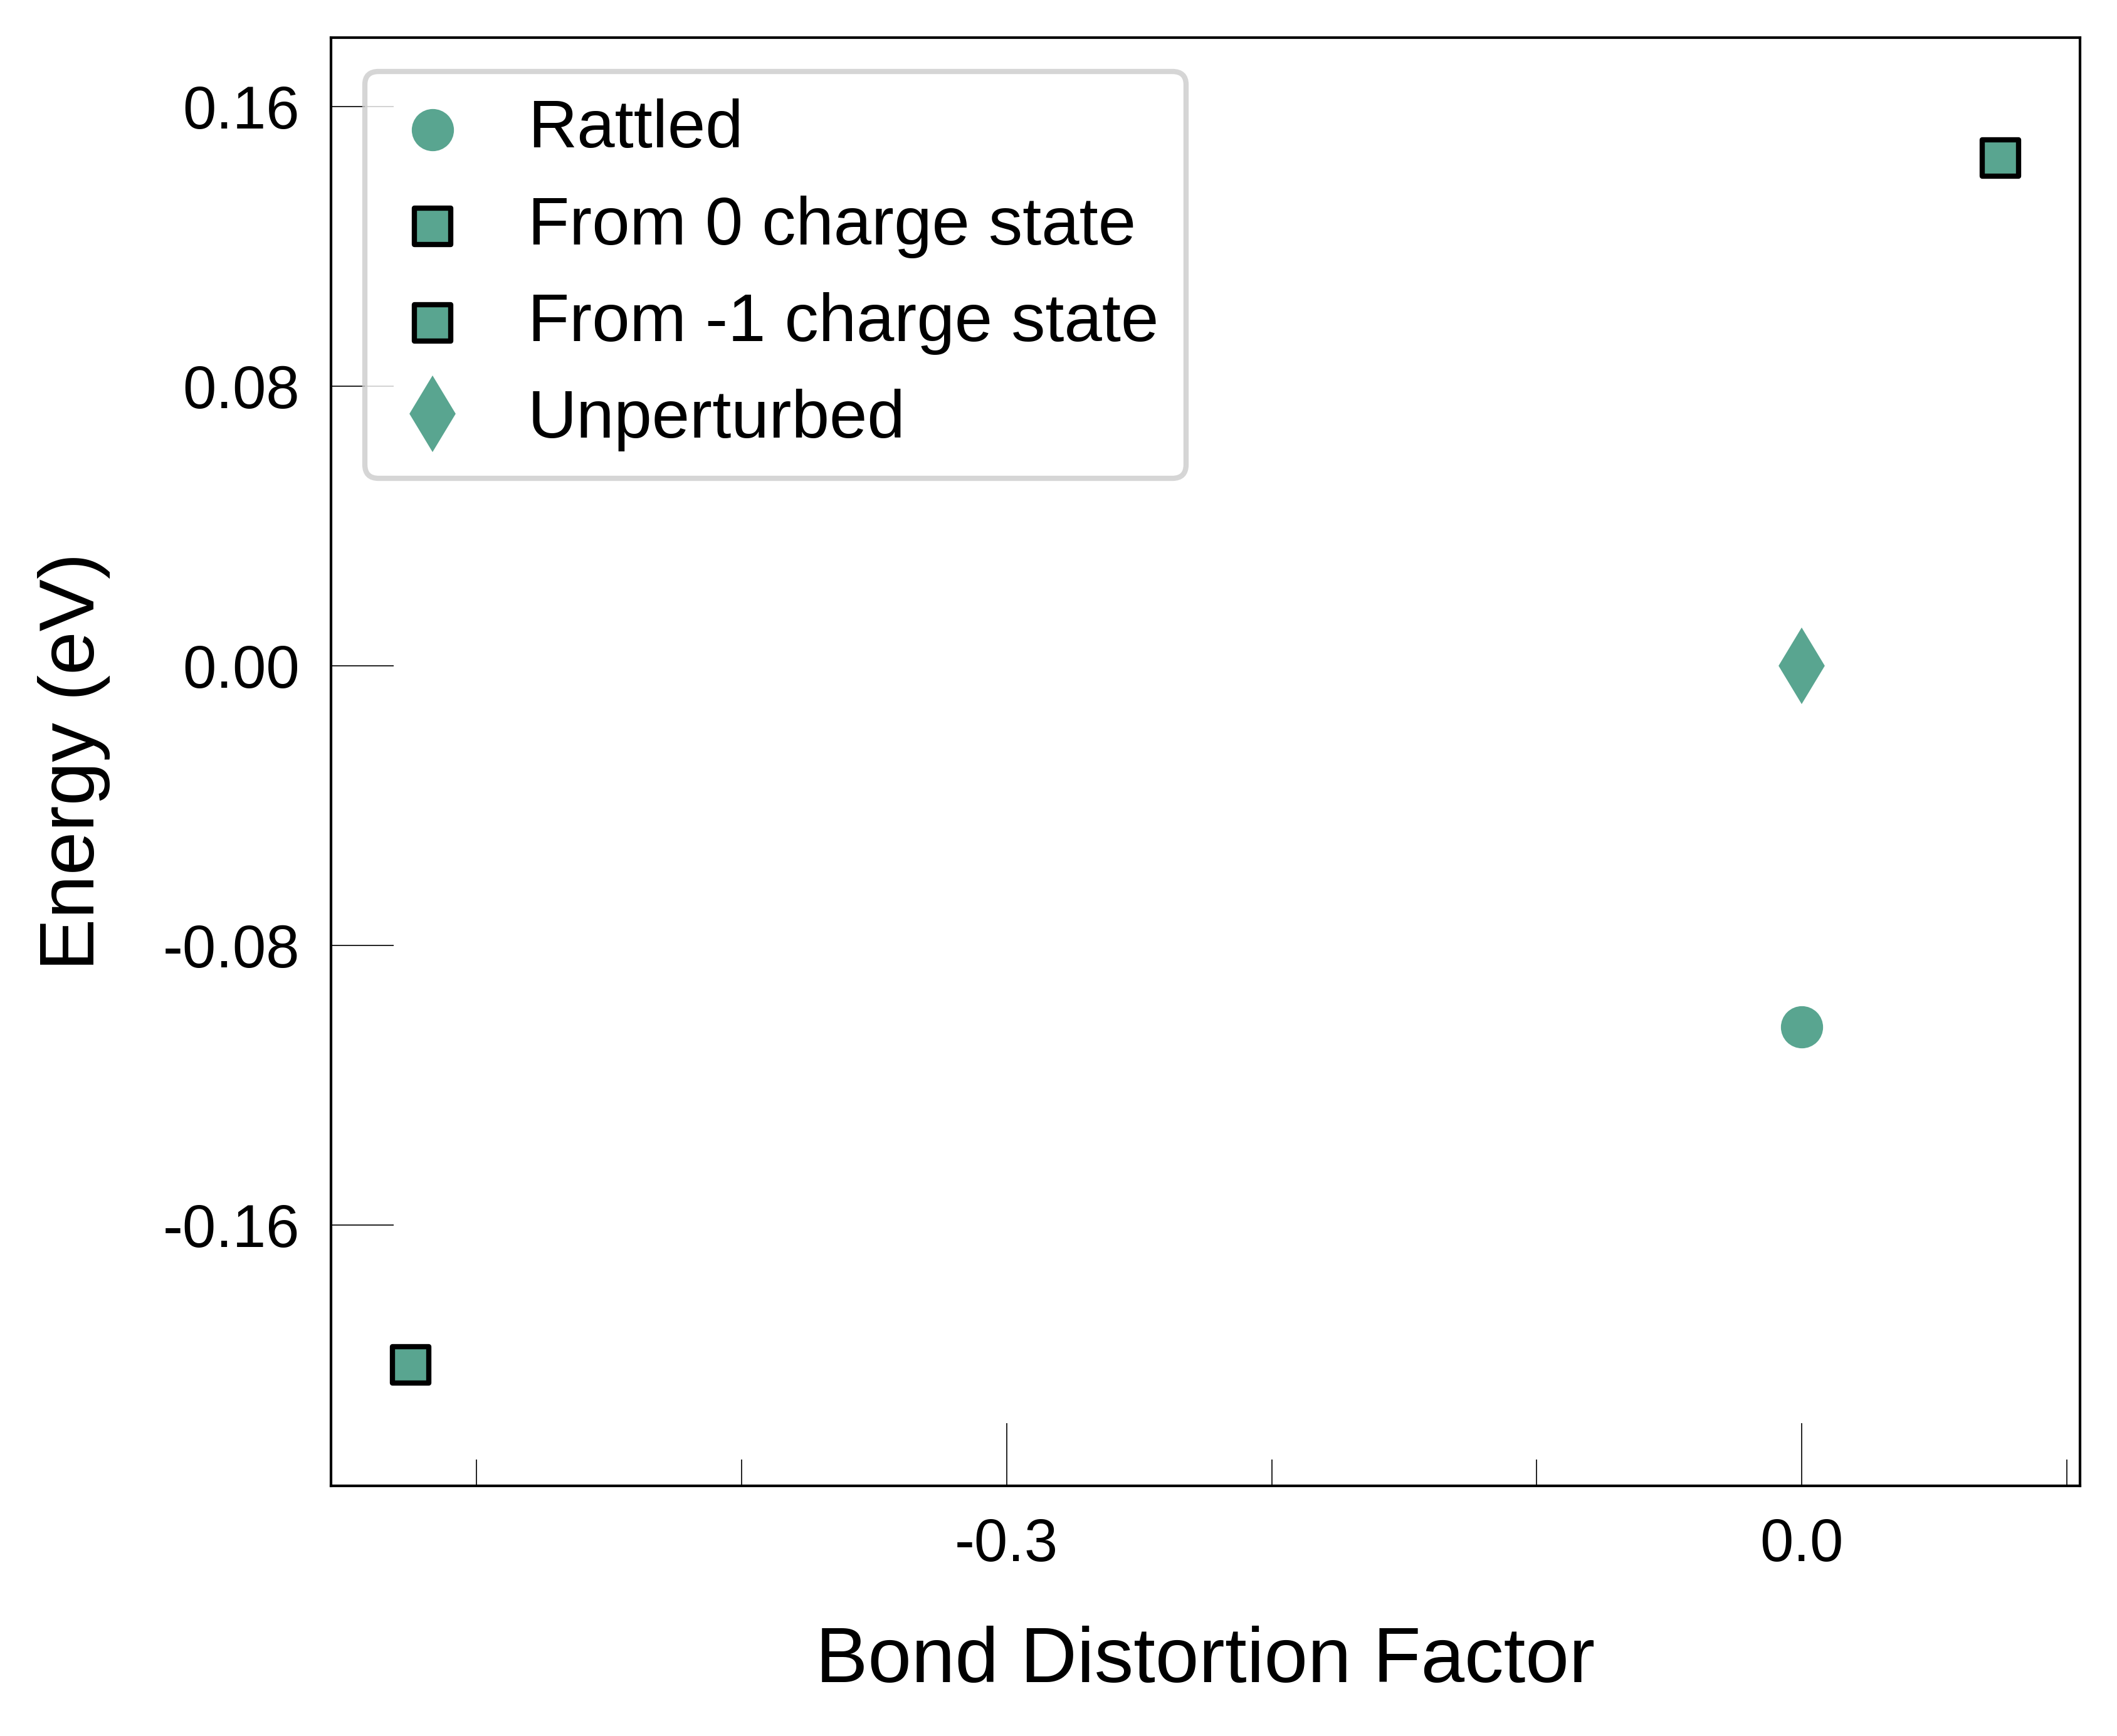 0.16
0.08
0.00
-0.08
-0.16
Energy (eV)
Rattled
From 0 charge state
From -1 charge state
Unperturbed
-0.3
0.0
Bond Distortion Factor